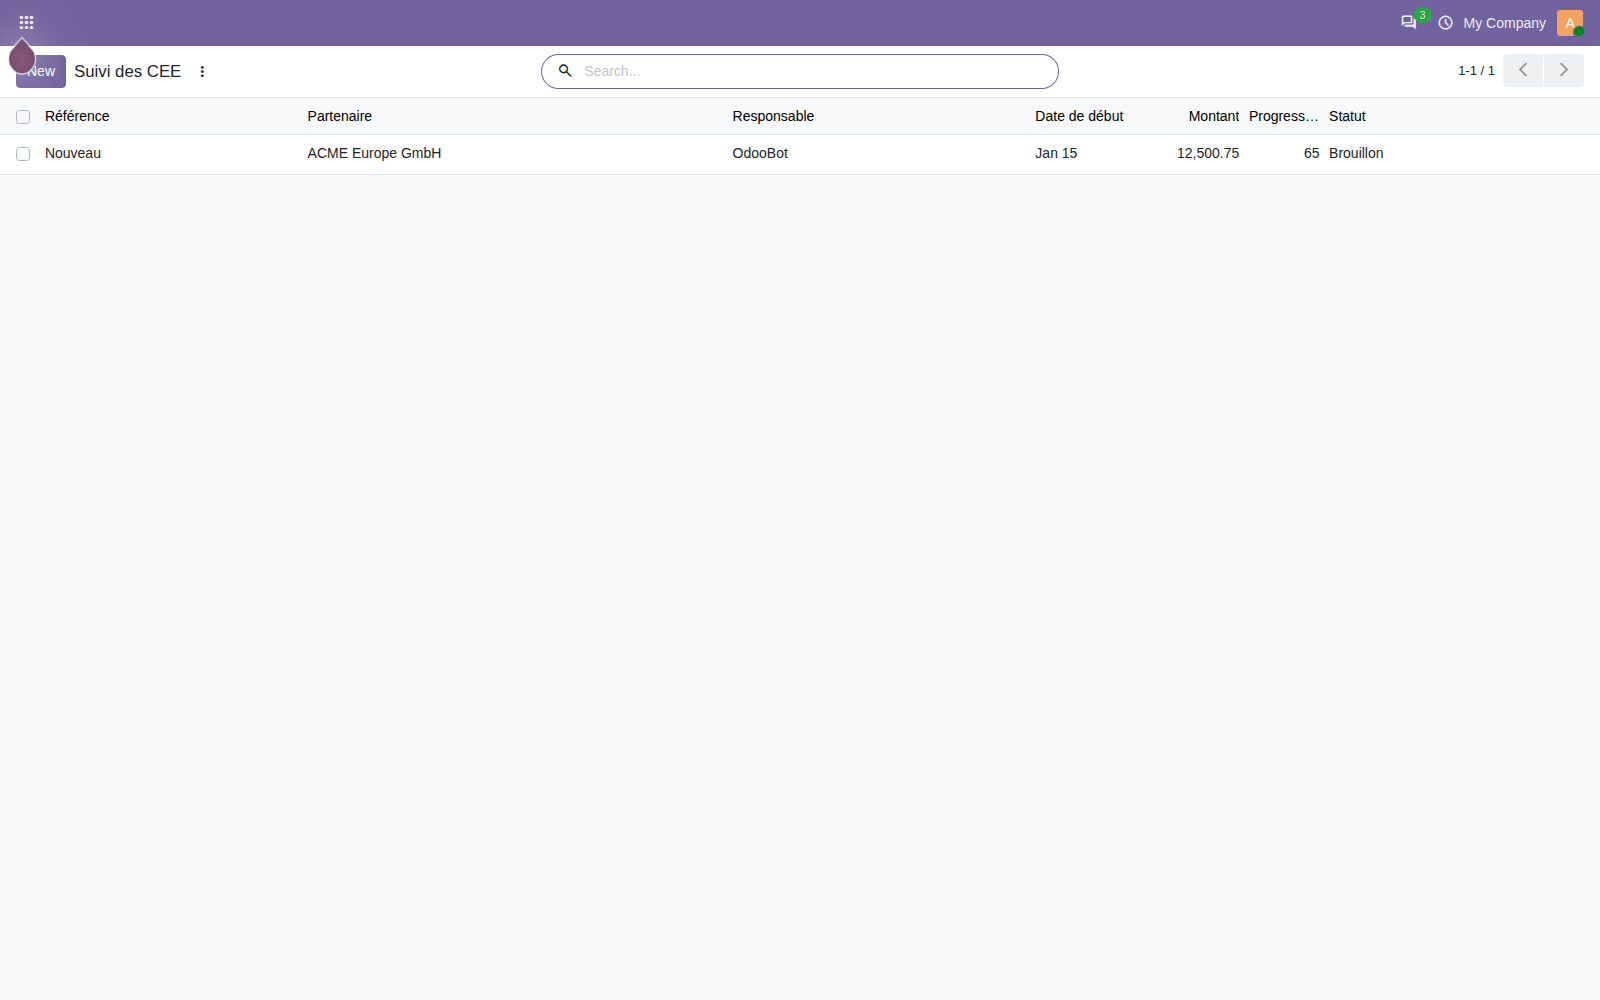 3 My Company A
New Suivi des CEE Search... 1-1 / 1
Référence Partenaire Responsable Date de début Montant Progress... Statut
Nouveau ACME Europe GmbH OdooBot Jan 15 12,500.75 65 Brouillon